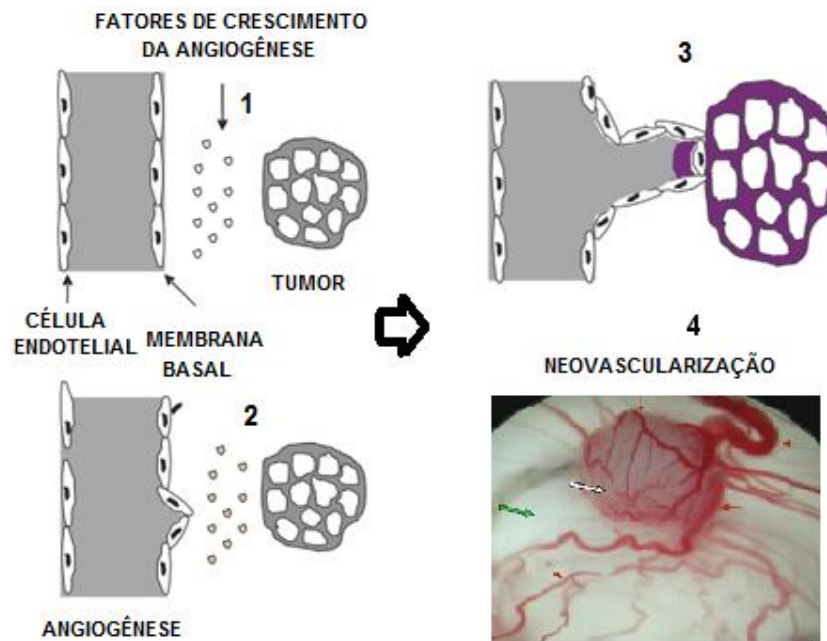 FATORES DE CRESCIMENTO
DA ANGIOGÊNESE
1
TUMOR
CÉLULA
ENDOTELIAL
MEMBRANA
BASAL
2
ANGIOGÊNESE
3
4
NEOVASCULARIZAÇÃO